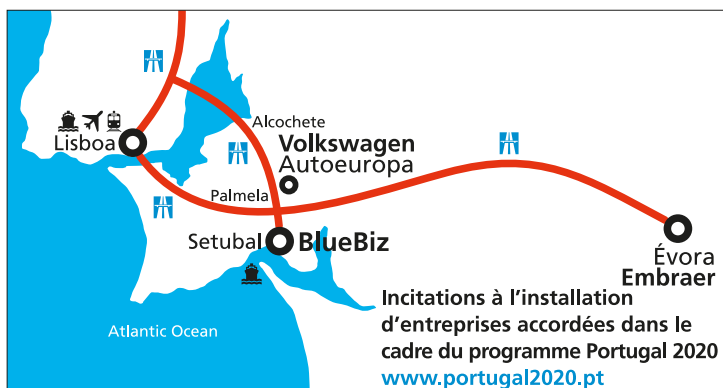 Alcochete
Volkswagen
Autoeuropa
Lisboa
Palmela
Setubal BlueBiz
Évora
Embraer
Atlantic Ocean
Incitations à l'installation
d'entreprises accordées dans le
cadre du programme Portugal 2020
www.portugal2020.pt